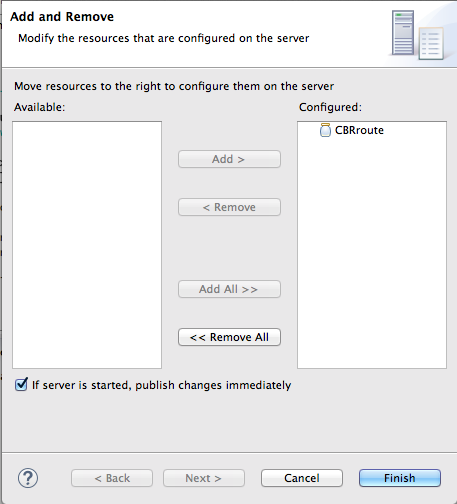 Add and Remove
Modify the resources that are configured on the server
Move resources to the right to configure them on the server
Available:
Configured:
CBRroute
Add >
< Remove
Add All >>
<< Remove All
If server is started, publish changes immediately
?
< Back
Next >
Cancel
Finish